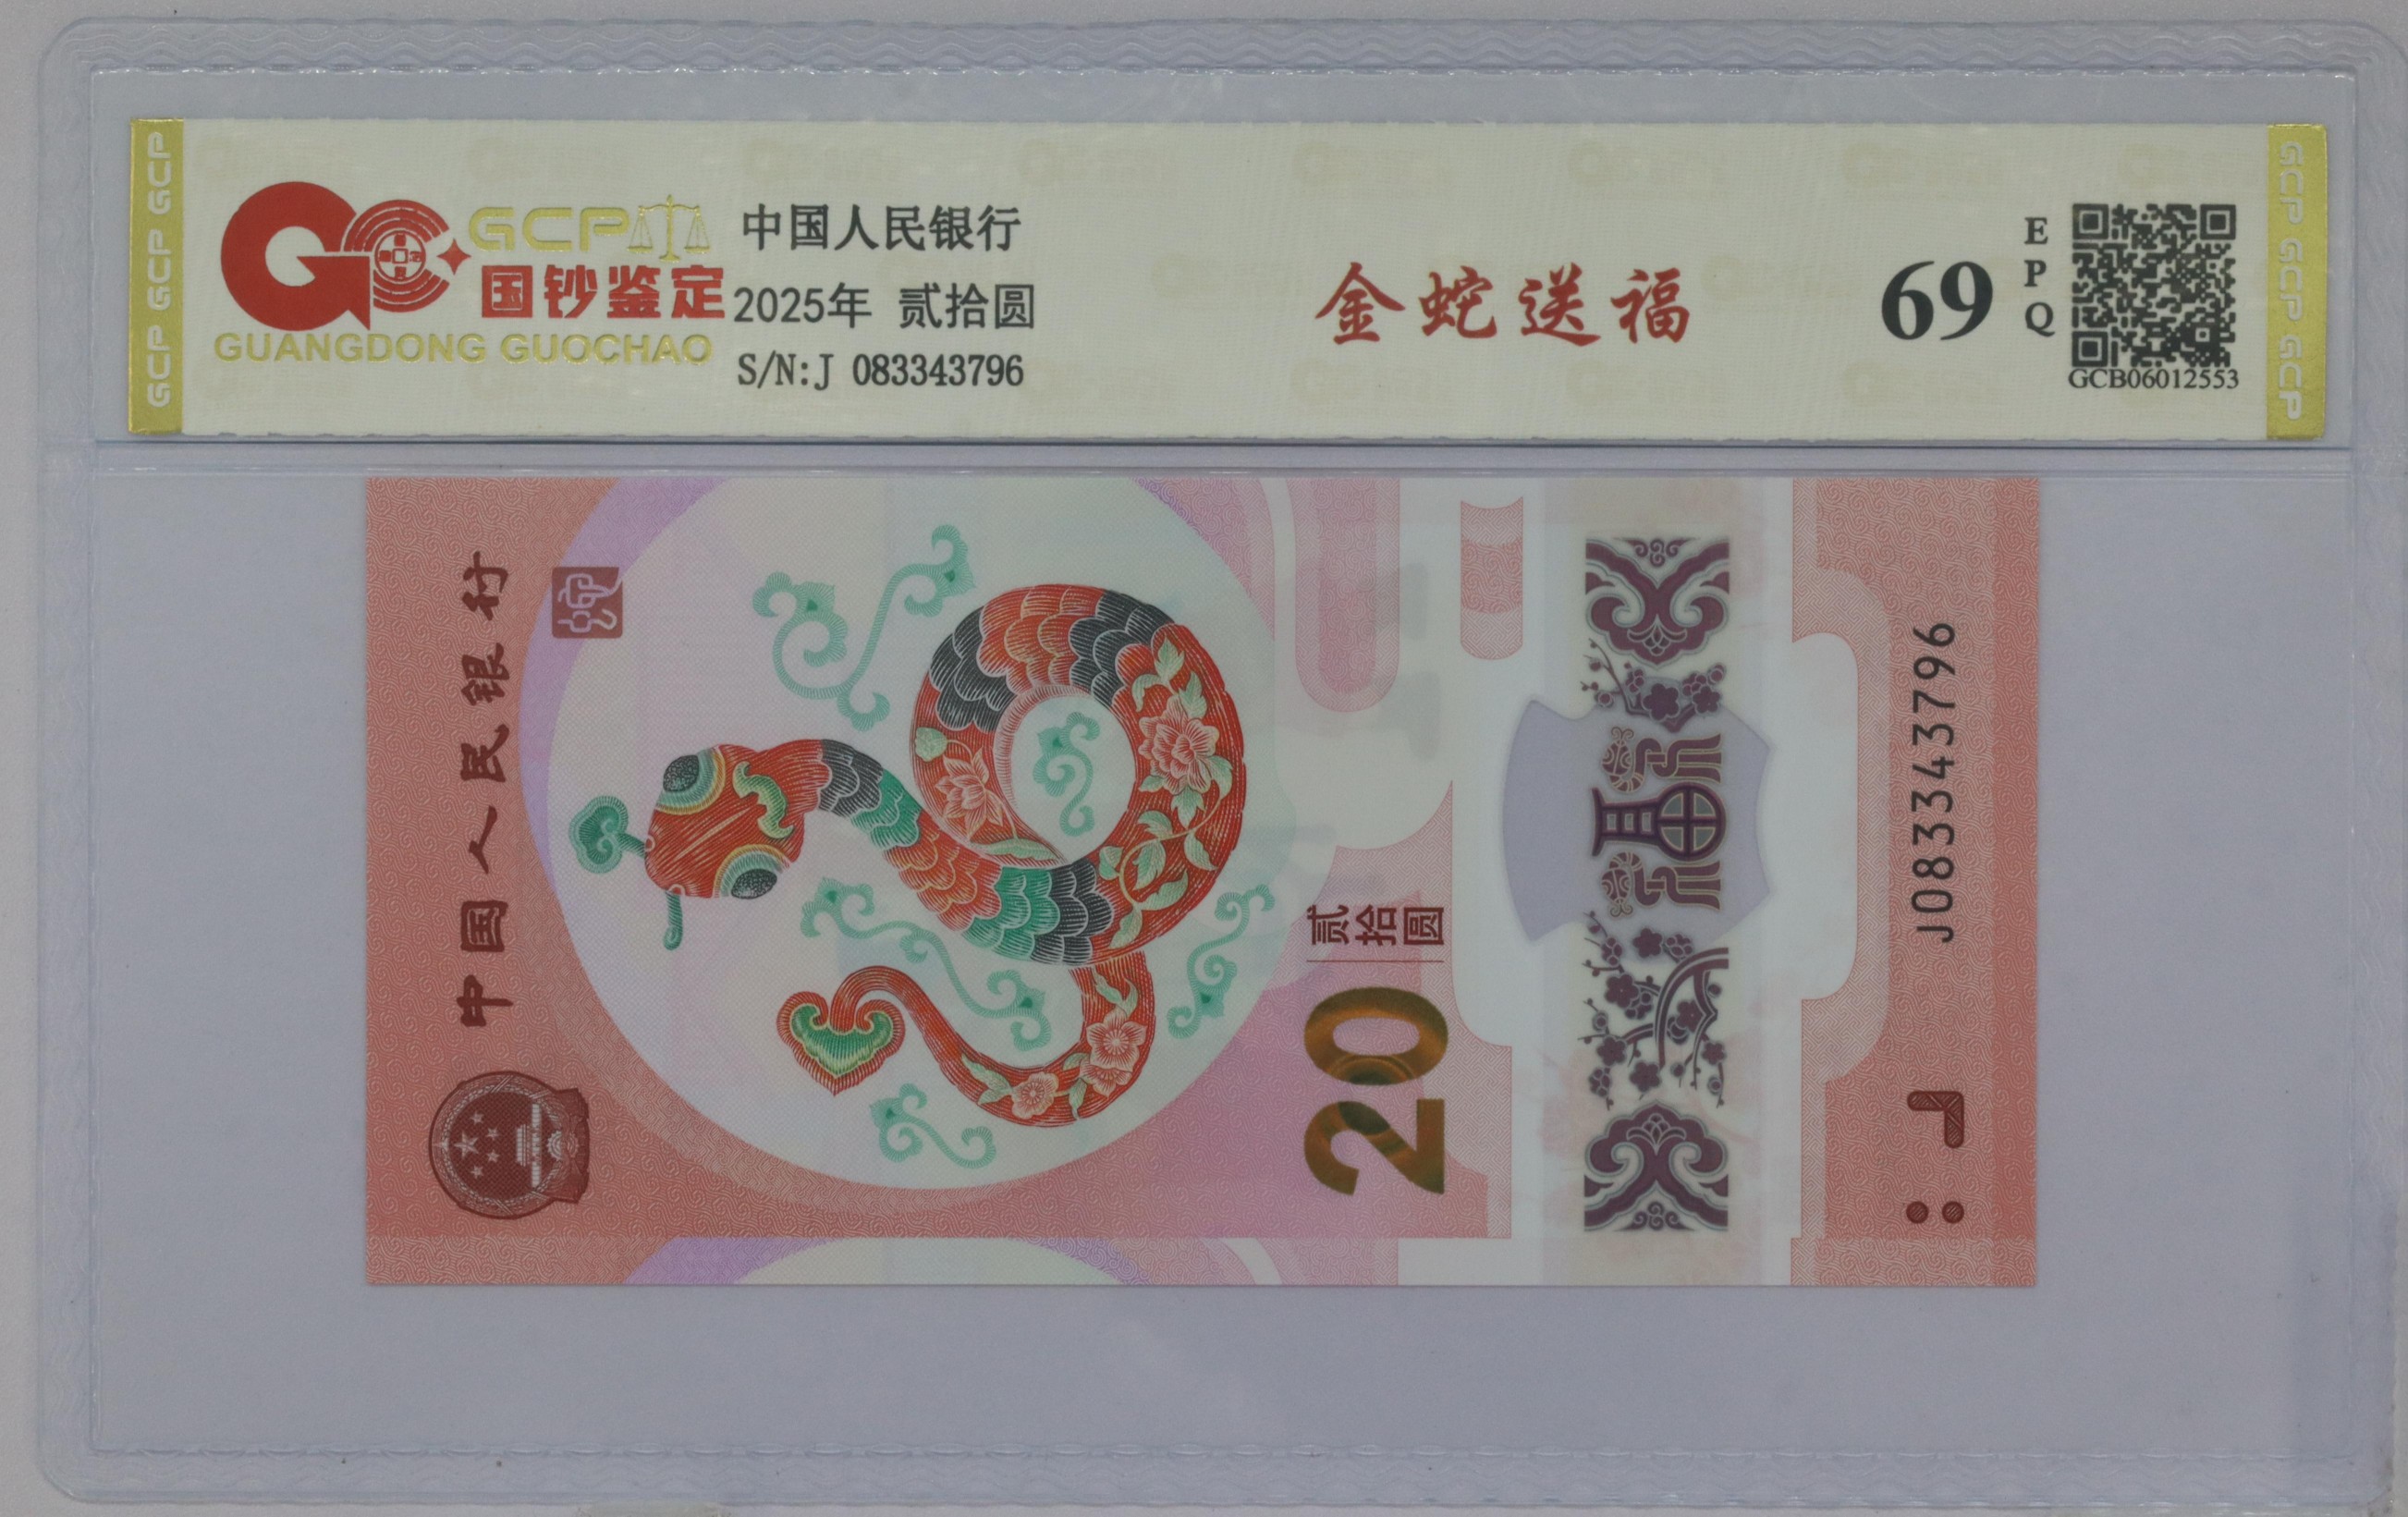 GCP GCP GCP
GCP
国钞鉴定
GUANGDONG GUOCHAO
中国人民银行
2025年 贰拾圆
S/N:J 083343796
金蛇送福
69
EPQ
GCB06012553
GCP GCP GCP
中国人民银行
蛇
贰拾圆
20
福
J083343796